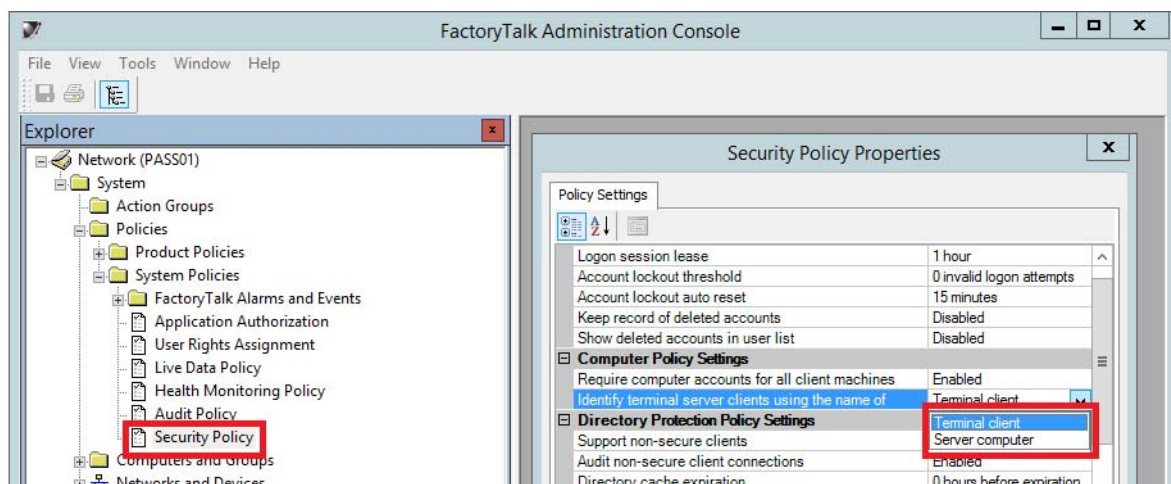 FactoryTalk Administration Console
File View Tools Window Help
Explorer
Network (PASS01)
System
Action Groups
Policies
Product Policies
System Policies
FactoryTalk Alarms and Events
Application Authorization
User Rights Assignment
Live Data Policy
Health Monitoring Policy
Audit Policy
Security Policy
Computers and Groups
Networks and Devices
Security Policy Properties
Policy Settings
Logon session lease 1 hour
Account lockout threshold 0 invalid logon attempts
Account lockout auto reset 15 minutes
Keep record of deleted accounts Disabled
Show deleted accounts in user list Disabled
Computer Policy Settings
Require computer accounts for all client machines Enabled
Identify terminal server clients using the name of Terminal client
Directory Protection Policy Settings Terminal client
Support non-secure clients Server computer
Audit non-secure client connections Enabled
Directory cache expiration 0 hours before expiration